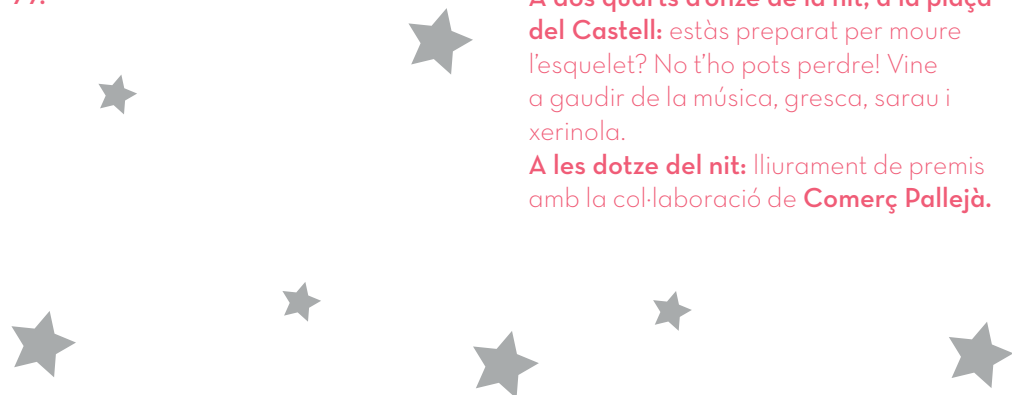 A dos quarts d'onze de la nit, a la plaça
del Castell: estàs preparat per moure
l'esquelet? No t'ho pots perdre! Vine
a gaudir de la música, gresca, sarau i
xerinola.
A les dotze del nit: lliurament de premis
amb la col·laboració de Comerç Pallejà.